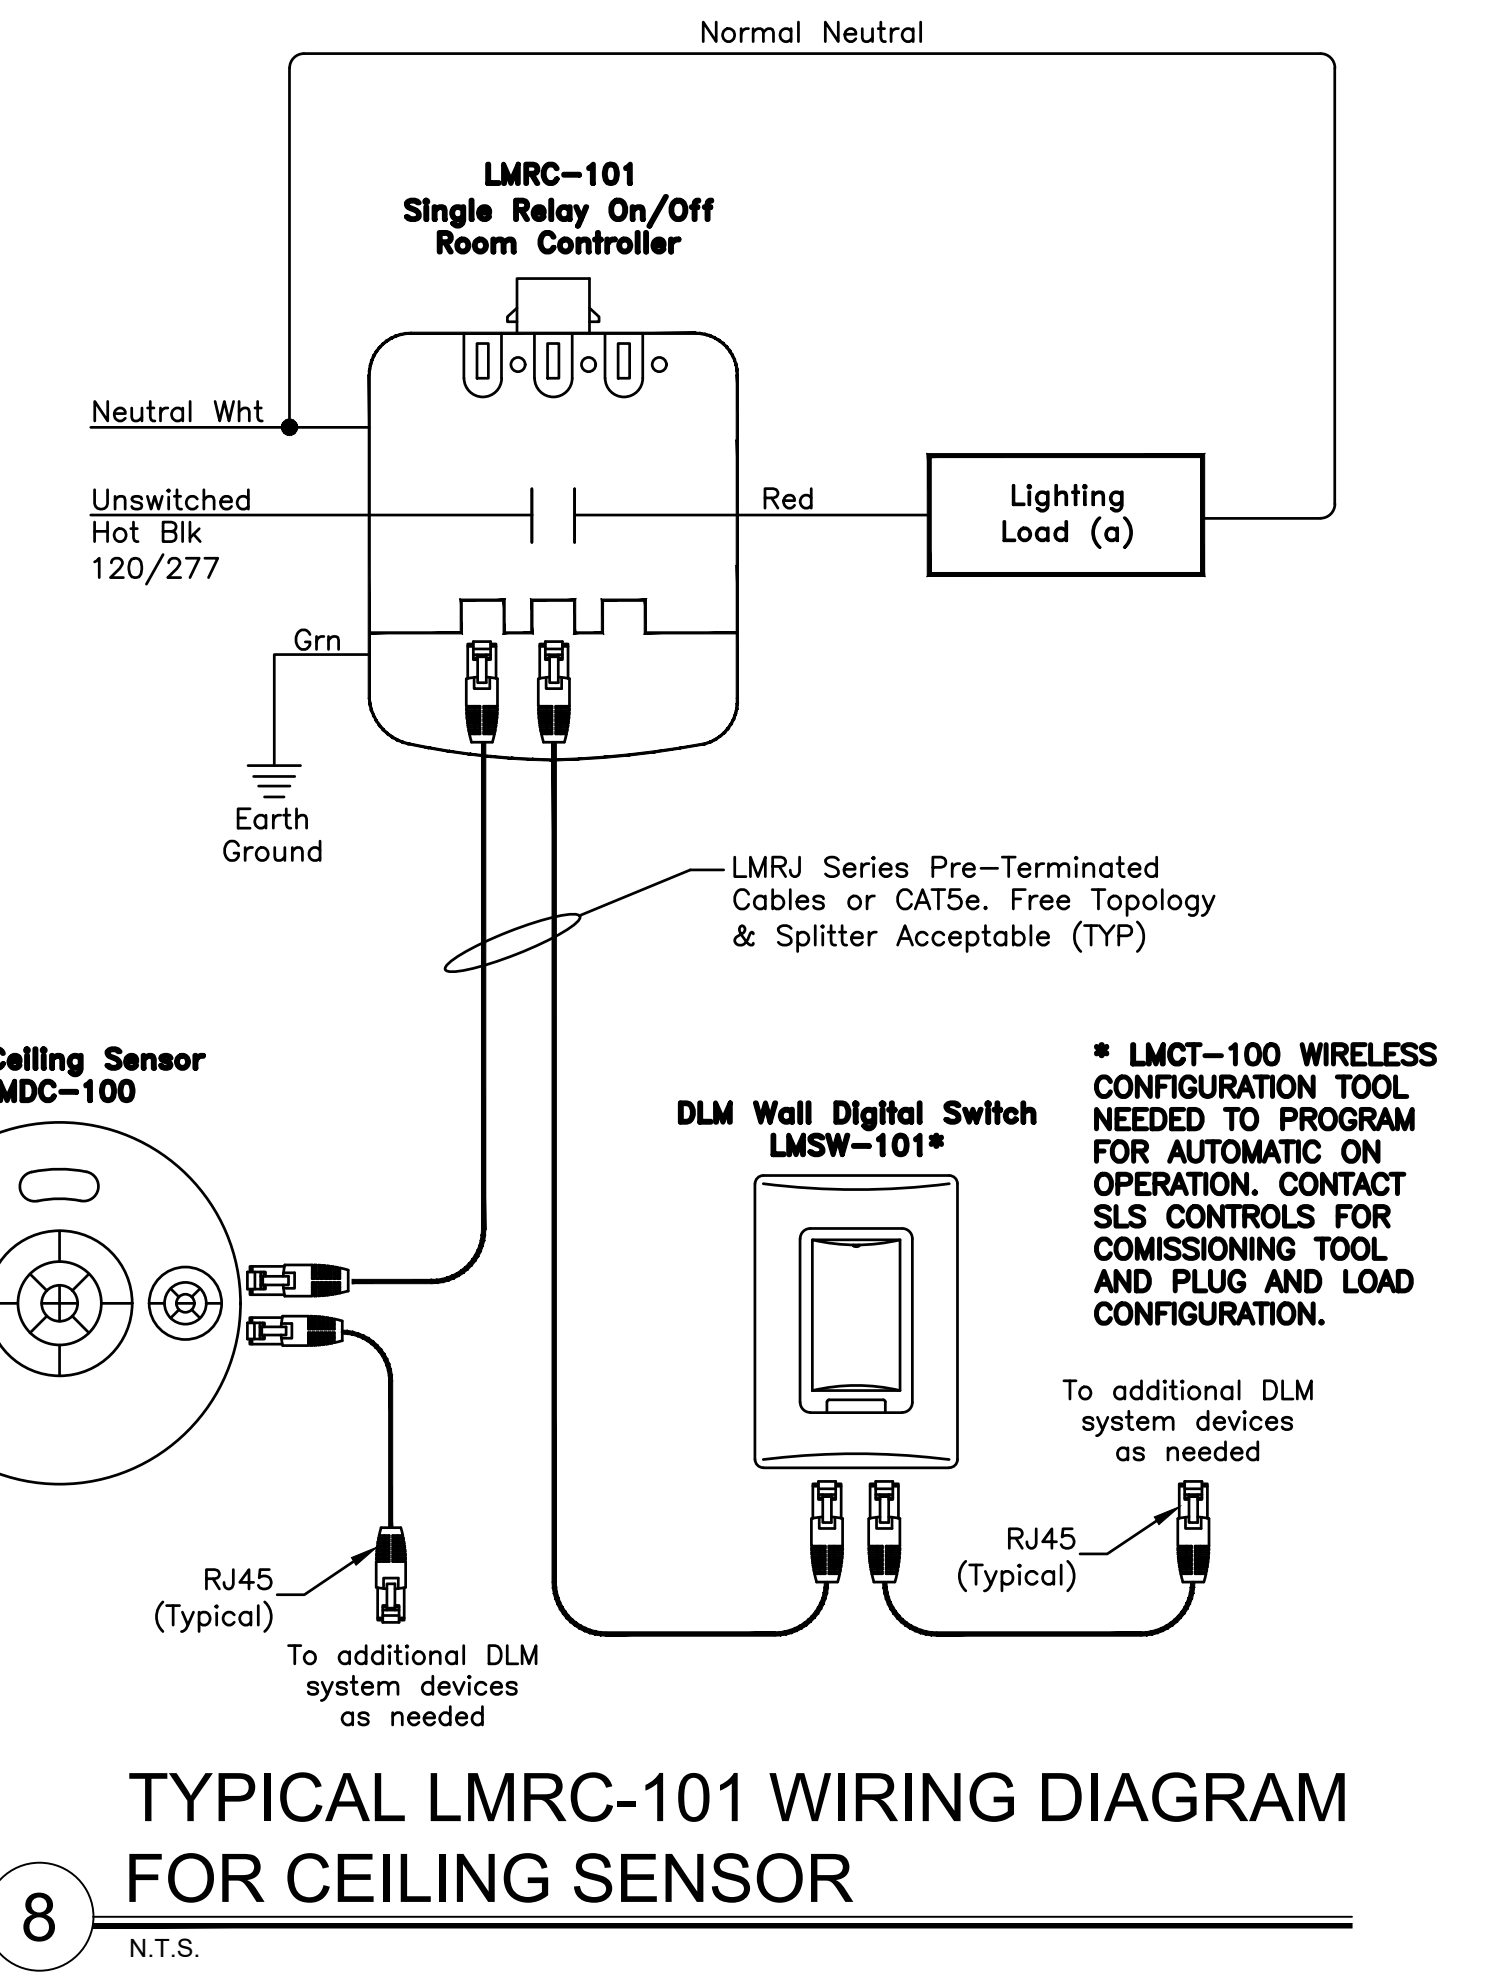 Normal Neutral
LMRC-101
Single Relay On/Off
Room Controller
Neutral Wht
Unswitched
Hot Blk
120/277
Red
Lighting
Load (a)
Grn
Earth
Ground
LMRJ Series Pre-Terminated
Cables or CAT5e. Free Topology
& Splitter Acceptable (TYP)
Ceiling Sensor
MDC-100
DLM Wall Digital Switch
LMSW-101*
* LMCT-100 WIRELESS
CONFIGURATION TOOL
NEEDED TO PROGRAM
FOR AUTOMATIC ON
OPERATION. CONTACT
SLS CONTROLS FOR
COMISSIONING TOOL
AND PLUG AND LOAD
CONFIGURATION.
To additional DLM
system devices
as needed
RJ45
(Typical)
RJ45
(Typical)
To additional DLM
system devices
as needed
TYPICAL LMRC-101 WIRING DIAGRAM
FOR CEILING SENSOR
8
N.T.S.